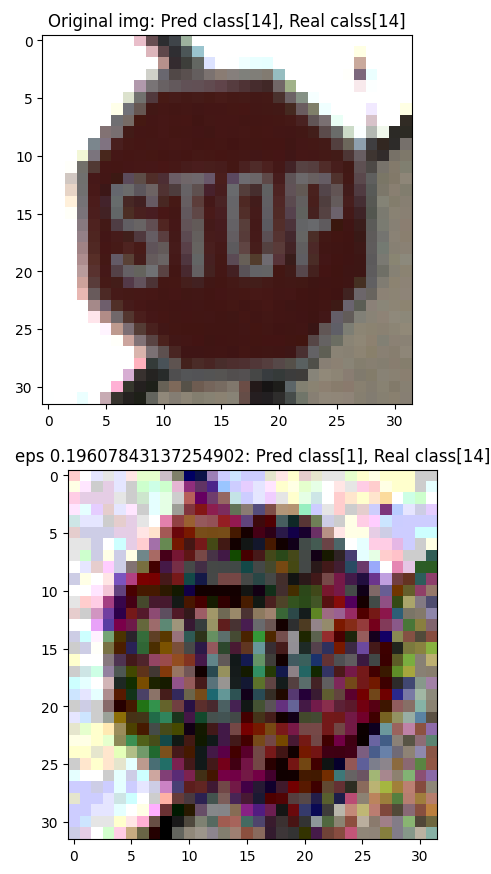 Original img: Pred class[14], Real calss[14]
0
5
10
15
20
25
30
STOP
0 5 10 15 20 25 30
eps 0.19607843137254902: Pred class[1], Real class[14]
0
5
10
15
20
25
30
0 5 10 15 20 25 30